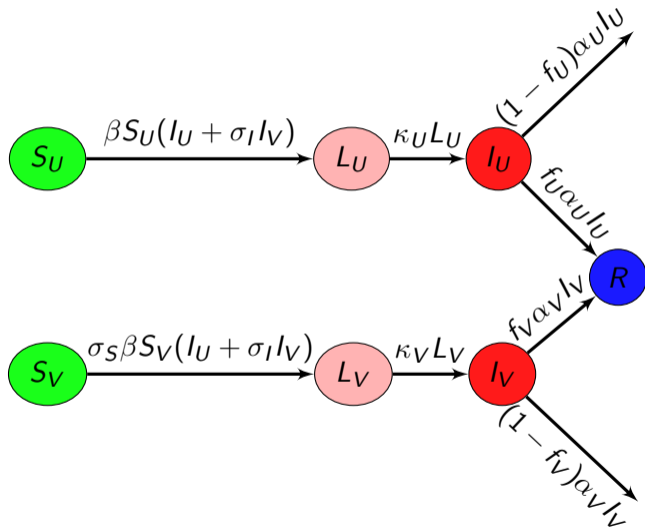 (1 − f_U)α_U I_U
βS_U(I_U + σ_I I_V)
κ_U L_U
S_U
L_U
I_U
f_U α_U I_U
R
f_V α_V I_V
σ_S βS_V(I_U + σ_I I_V)
κ_V L_V
S_V
L_V
I_V
(1 − f_V)α_V I_V